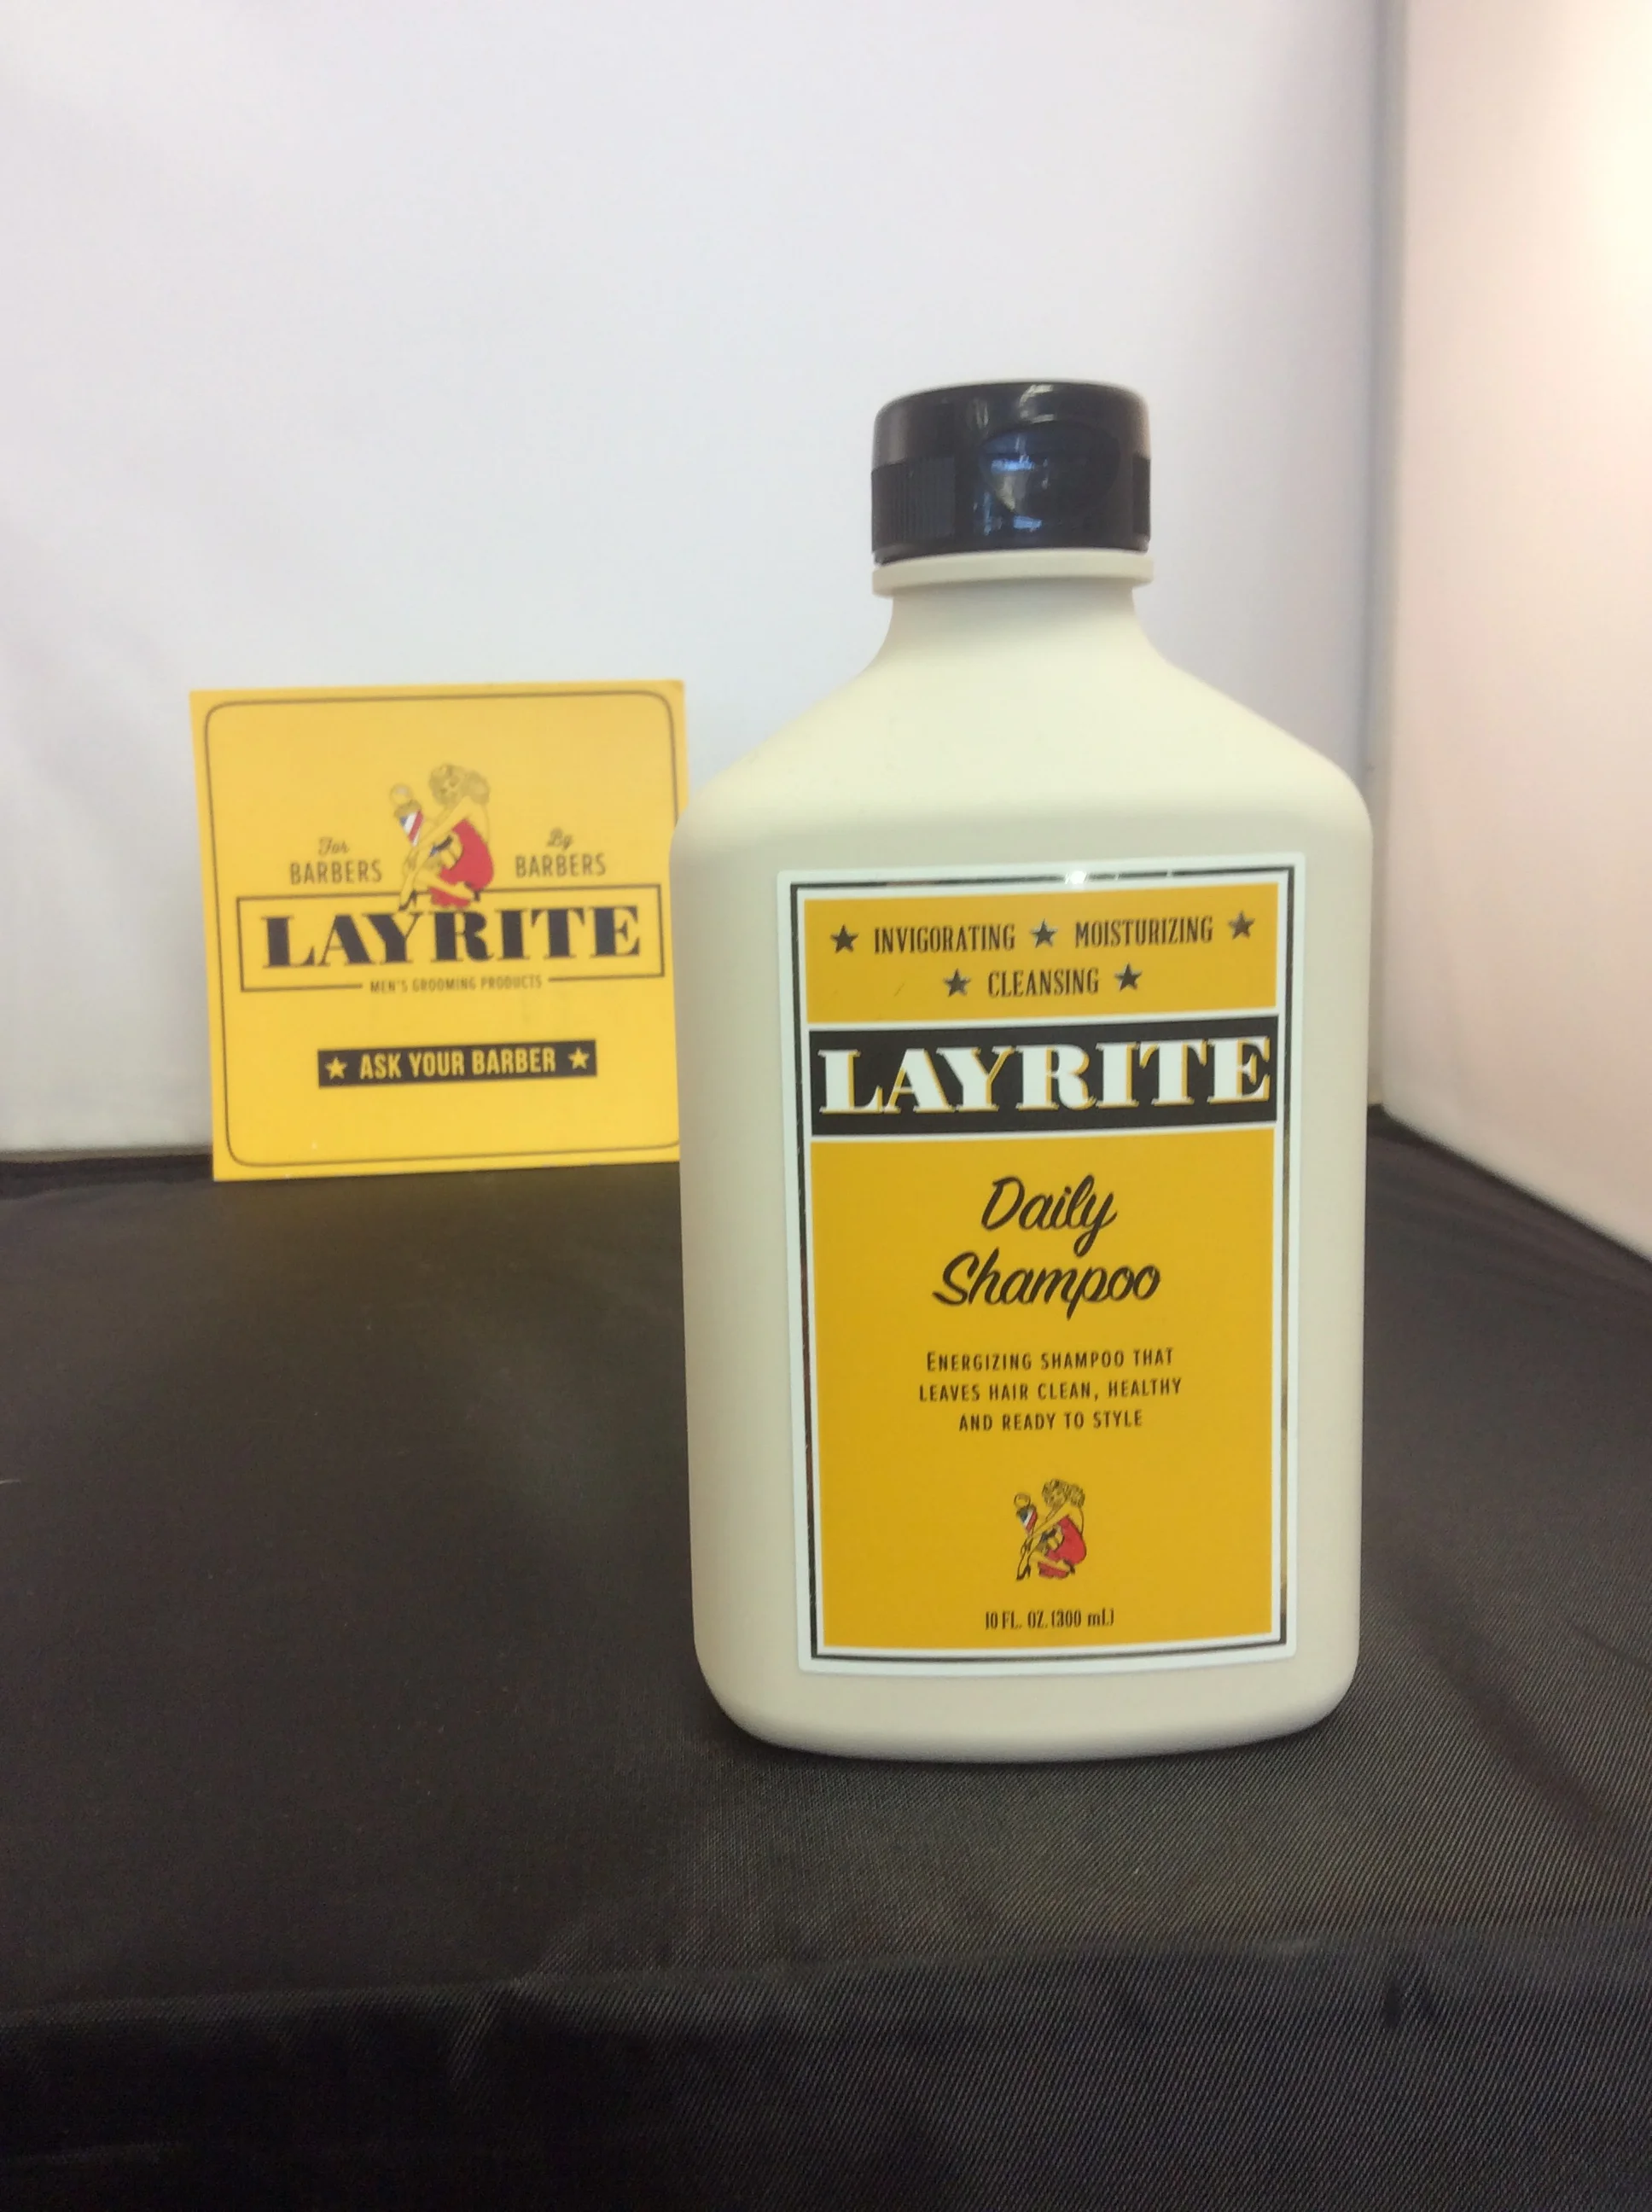 For
BARBERS
By
BARBERS
LAYRITE
MEN'S GROOMING PRODUCTS
★ ASK YOUR BARBER ★
★ INVIGORATING ★ MOISTURIZING ★
★ CLEANSING ★
LAYRITE
Daily
Shampoo
ENERGIZING SHAMPOO THAT
LEAVES HAIR CLEAN, HEALTHY
AND READY TO STYLE
10 FL. OZ. (300 mL)